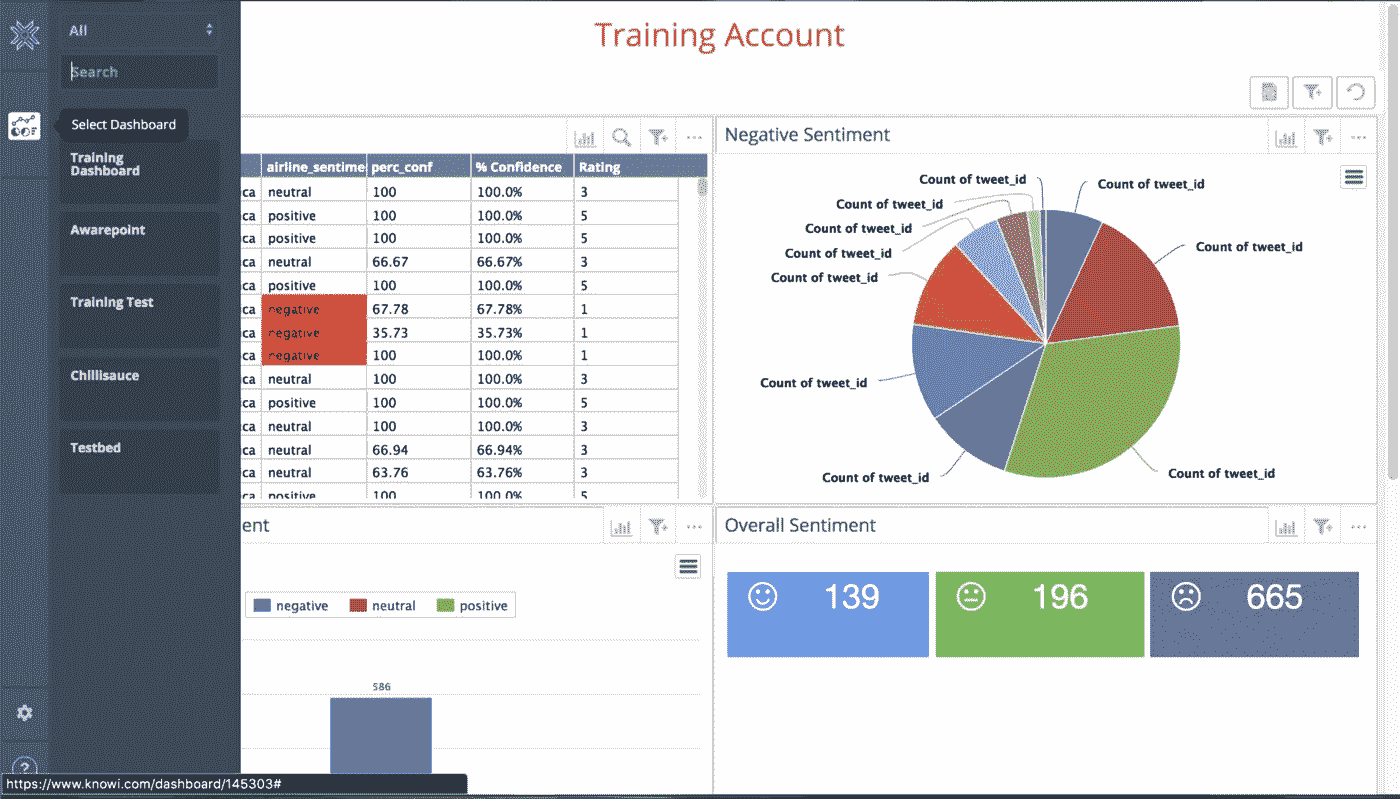 Training Account
All
Search
Select Dashboard
Training
Dashboard
Awarepoint
Training Test
Chillisauce
Testbed
airline_sentime perc_conf % Confidence Rating
ca neutral 100 100.0% 3
ca positive 100 100.0% 5
ca positive 100 100.0% 5
ca neutral 66.67 66.67% 3
ca positive 100 100.0% 5
ca negative 67.78 67.78% 1
ca negative 35.73 35.73% 1
ca negative 100 100.0% 1
ca neutral 100 100.0% 3
ca positive 100 100.0% 5
ca neutral 100 100.0% 3
ca neutral 66.94 66.94% 3
ca neutral 63.76 63.76% 3
ca positive 100 100.0% 5
Negative Sentiment
Count of tweet_id
Count of tweet_id
Count of tweet_id
Count of tweet_id
Count of tweet_id
Count of tweet_id
Count of tweet_id
Count of tweet_id
Count of tweet_id
Count of tweet_id
ent
negative neutral positive
586
Overall Sentiment
139 196 665
?
https://www.knowi.com/dashboard/145303#